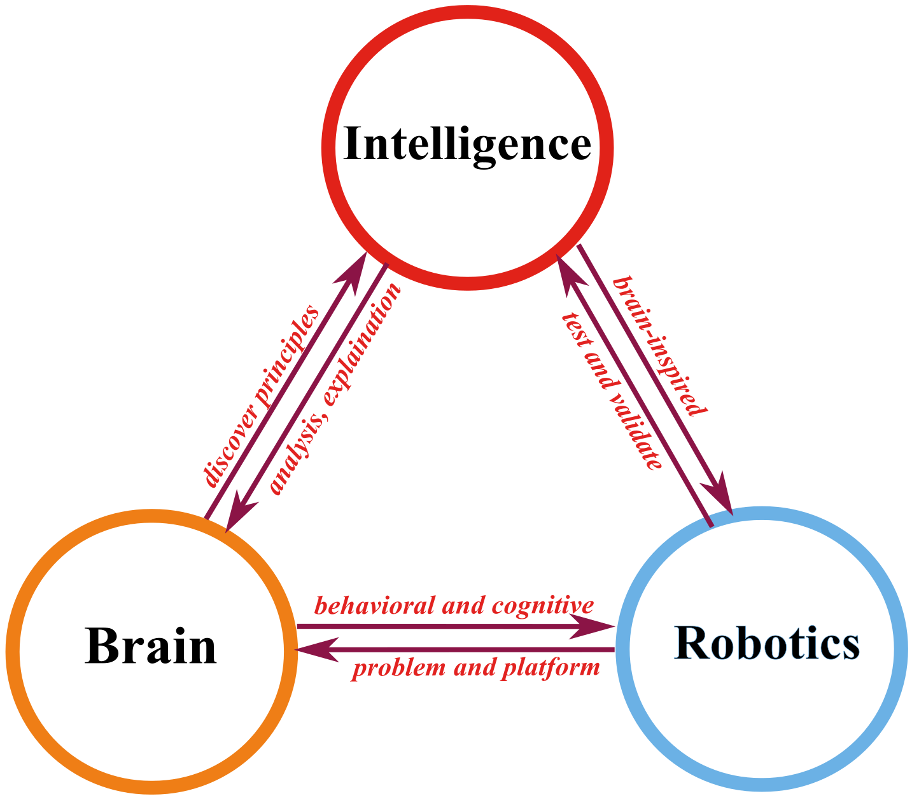 Intelligence
discover principles
analysis, explaination
brain-inspired
test and validate
behavioral and cognitive
problem and platform
Brain
Robotics